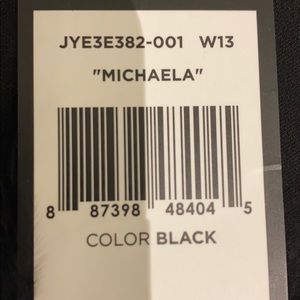 JYE3E382-001 W13
"MICHAELA"
8 87398 48404 5
COLOR BLACK